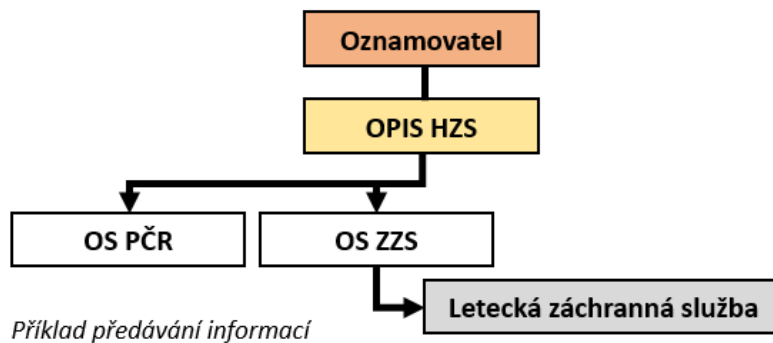 Oznamovatel
OPIS HZS
OS PČR
OS ZZS
Letecká záchranná služba
Příklad předávání informací